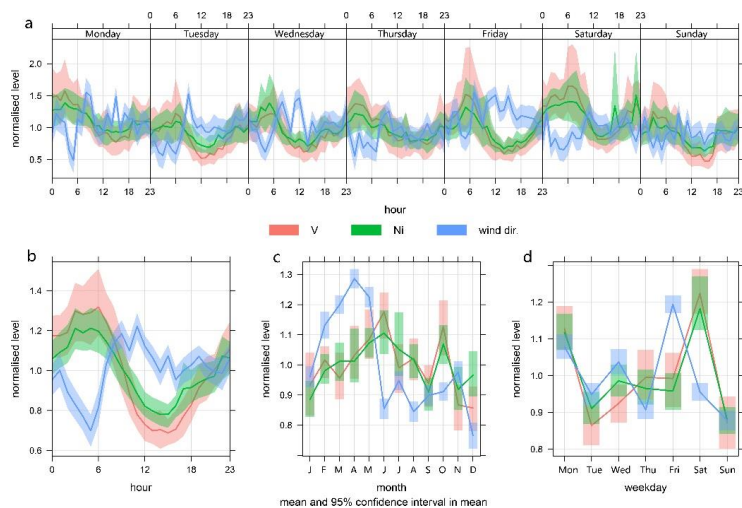 0 6 12 18 23 0 6 12 18 23 0 6 12 18 23
a
Monday Tuesday Wednesday Thursday Friday Saturday Sunday
normalised level
2.0
1.5
1.0
0.5
0 6 12 18 23 0 6 12 18 23 0 6 12 18 23 0 6 12 18 23
hour
V Ni wind dir.
b
normalised level
1.4
1.2
1.0
0.8
0.6
0 6 12 18 23
hour
c
normalised level
1.3
1.2
1.1
1.0
0.9
0.8
J F M A M J J A S O N D
month
mean and 95% confidence interval in mean
d
normalised level
1.2
1.1
1.0
0.9
0.8
Mon Tue Wed Thu Fri Sat Sun
weekday